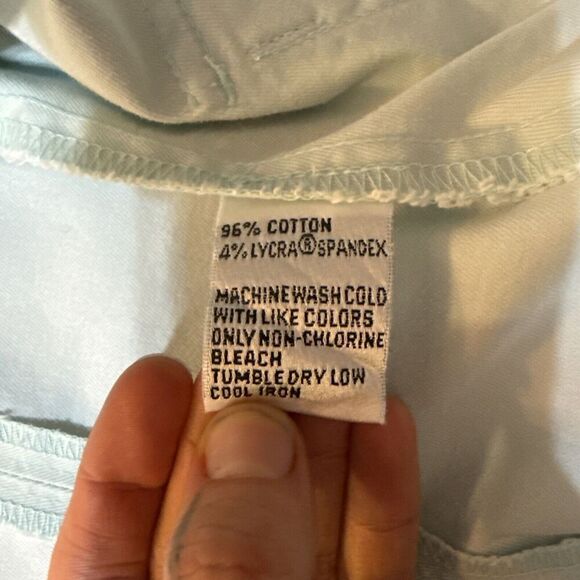 96% COTTON
4% LYCRA® SPANDEX
MACHINE WASH COLD
WITH LIKE COLORS
ONLY NON-CHLORINE
BLEACH
TUMBLE DRY LOW
COOL IRON